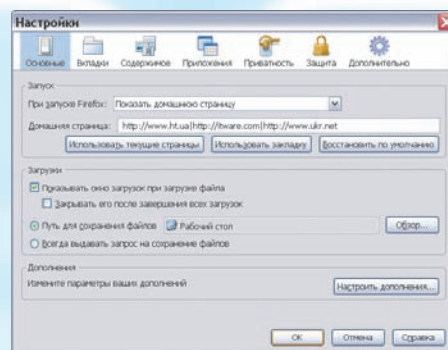 Настройки
Основные Вкладки Содержимое Приложения Приватность Защита Дополнительно
Запуск
При запуске Firefox: Показать домашнюю страницу
Домашняя страница: http://www.ht.ua|http://itware.com|http://www.ukr.net
Использовать текущие страницы Использовать закладку Восстановить по умолчанию
Загрузки
Показывать окно загрузок при загрузке файла
Закрывать его после завершения всех загрузок
Путь для сохранения файлов Рабочий стол Обзор...
Всегда выдавать запрос на сохранение файлов
Дополнения
Измените параметры ваших дополнений Настроить дополнения...
OK Отмена Справка